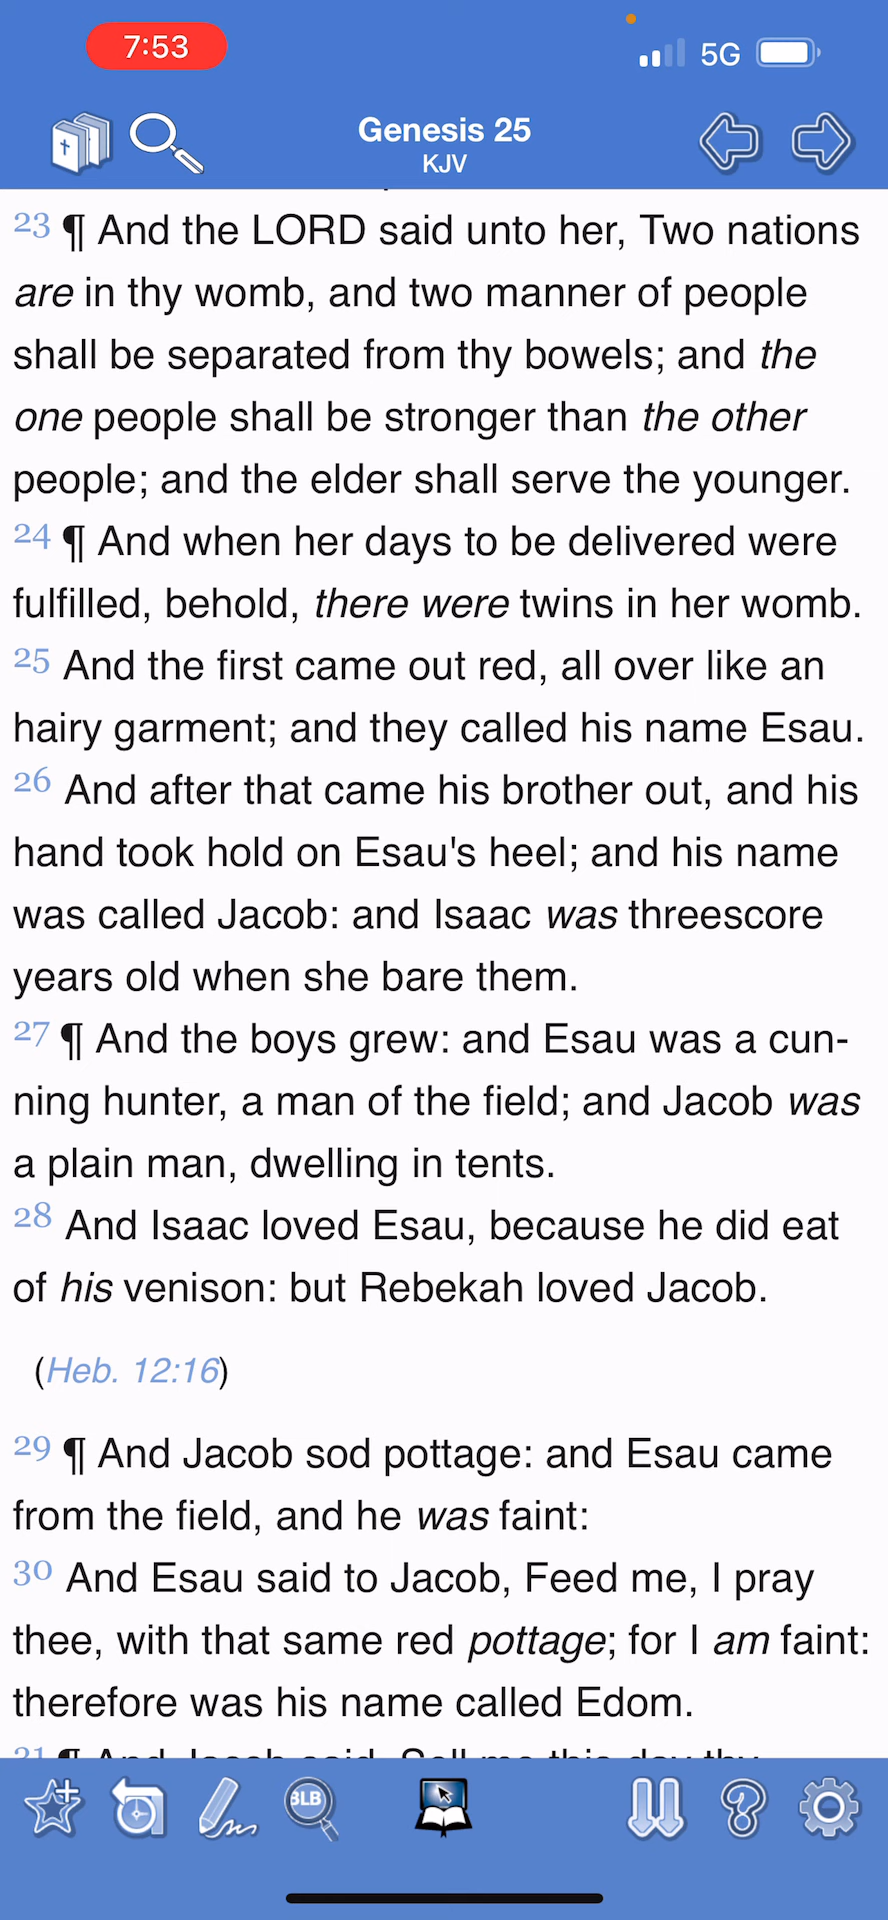 7:53
5G
Genesis 25
KJV
23 ¶ And the LORD said unto her, Two nations
are in thy womb, and two manner of people
shall be separated from thy bowels; and the
one people shall be stronger than the other
people; and the elder shall serve the younger.
24 ¶ And when her days to be delivered were
fulfilled, behold, there were twins in her womb.
25 And the first came out red, all over like an
hairy garment; and they called his name Esau.
26 And after that came his brother out, and his
hand took hold on Esau's heel; and his name
was called Jacob: and Isaac was threescore
years old when she bare them.
27 ¶ And the boys grew: and Esau was a cun-
ning hunter, a man of the field; and Jacob was
a plain man, dwelling in tents.
28 And Isaac loved Esau, because he did eat
of his venison: but Rebekah loved Jacob.
(Heb. 12:16)
29 ¶ And Jacob sod pottage: and Esau came
from the field, and he was faint:
30 And Esau said to Jacob, Feed me, I pray
thee, with that same red pottage; for I am faint:
therefore was his name called Edom.
31 ¶ And Jacob said, Sell me this day thy
BLB